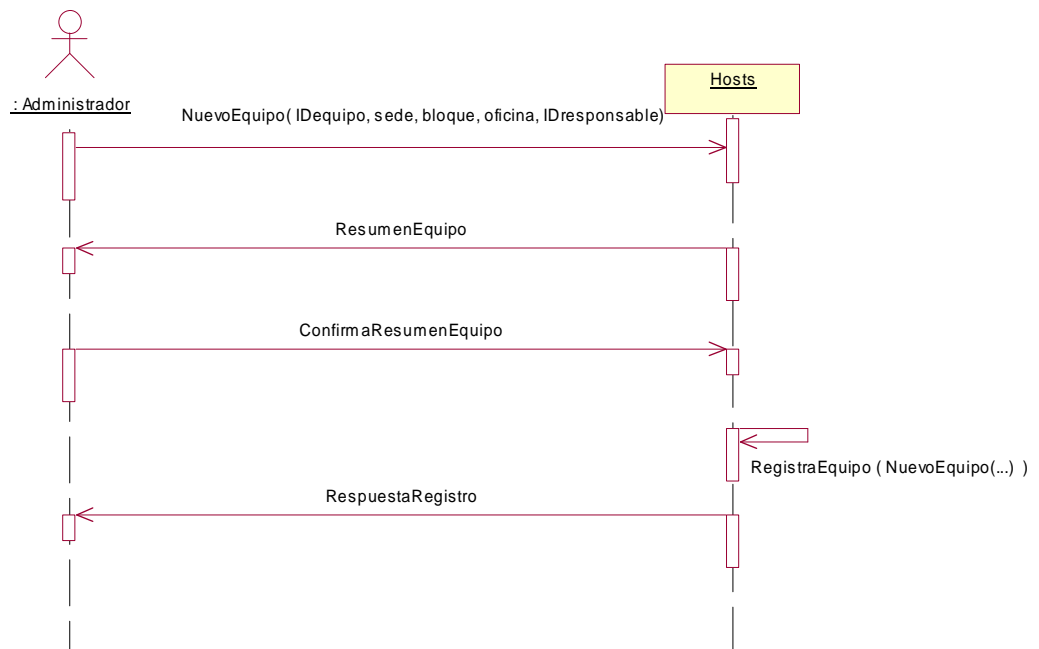 : Administrador
Hosts
NuevoEquipo( IDequipo, sede, bloque, oficina, IDresponsable)
ResumenEquipo
ConfirmaResumenEquipo
RegistraEquipo ( NuevoEquipo(...) )
RespuestaRegistro